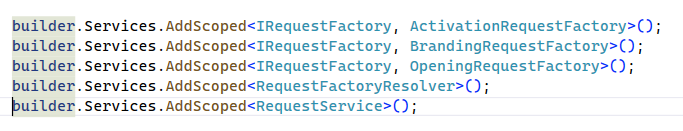 builder.Services.AddScoped<IRequestFactory, ActivationRequestFactory>();
builder.Services.AddScoped<IRequestFactory, BrandingRequestFactory>();
builder.Services.AddScoped<IRequestFactory, OpeningRequestFactory>();
builder.Services.AddScoped<RequestFactoryResolver>();
builder.Services.AddScoped<RequestService>();